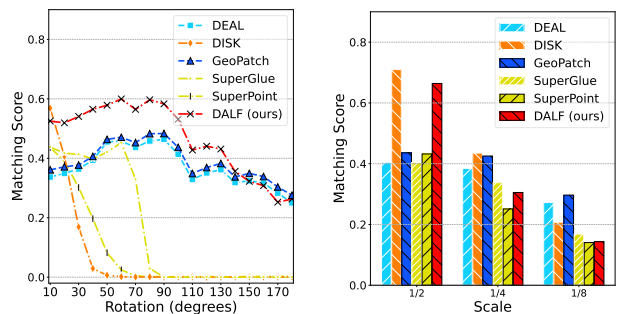 Matching Score
0.8
0.6
0.4
0.2
0.0
10 30 50 70 90 110 130 150 170
Rotation (degrees)
DEAL
DISK
GeoPatch
SuperGlue
SuperPoint
DALF (ours)
Matching Score
0.8
0.6
0.4
0.2
0.0
1/2 1/4 1/8
Scale
DEAL
DISK
GeoPatch
SuperGlue
SuperPoint
DALF (ours)